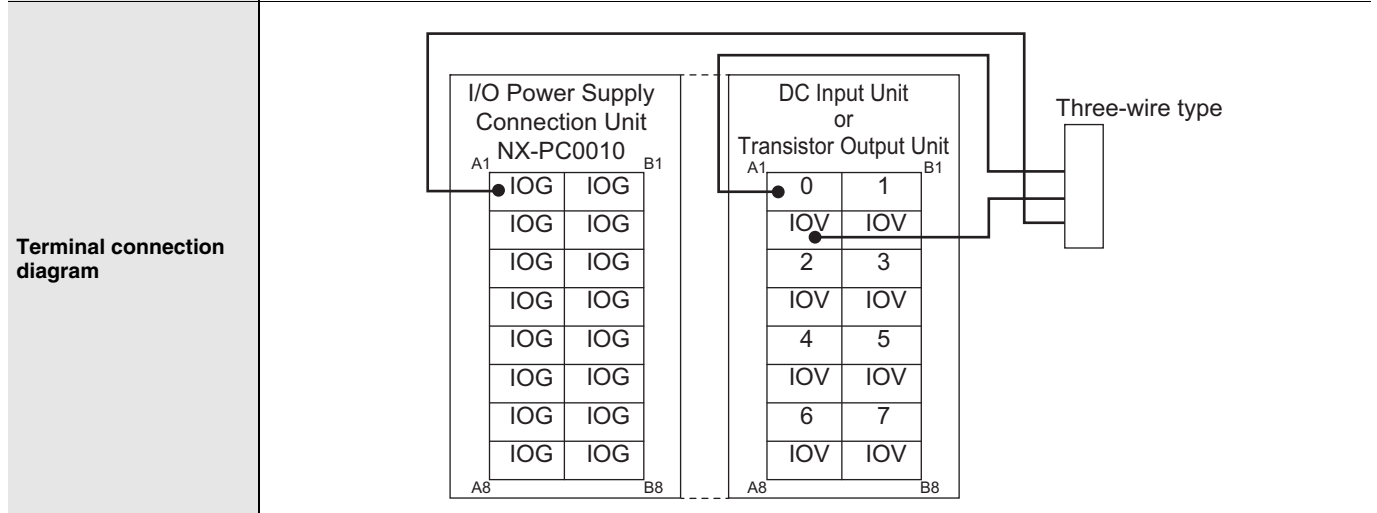 Terminal connection
diagram
I/O Power Supply
Connection Unit
NX-PC0010
A1 B1
IOG IOG
IOG IOG
IOG IOG
IOG IOG
IOG IOG
IOG IOG
IOG IOG
IOG IOG
A8 B8
DC Input Unit
or
Transistor Output Unit
A1 B1
0 1
IOV IOV
2 3
IOV IOV
4 5
IOV IOV
6 7
IOV IOV
A8 B8
Three-wire type